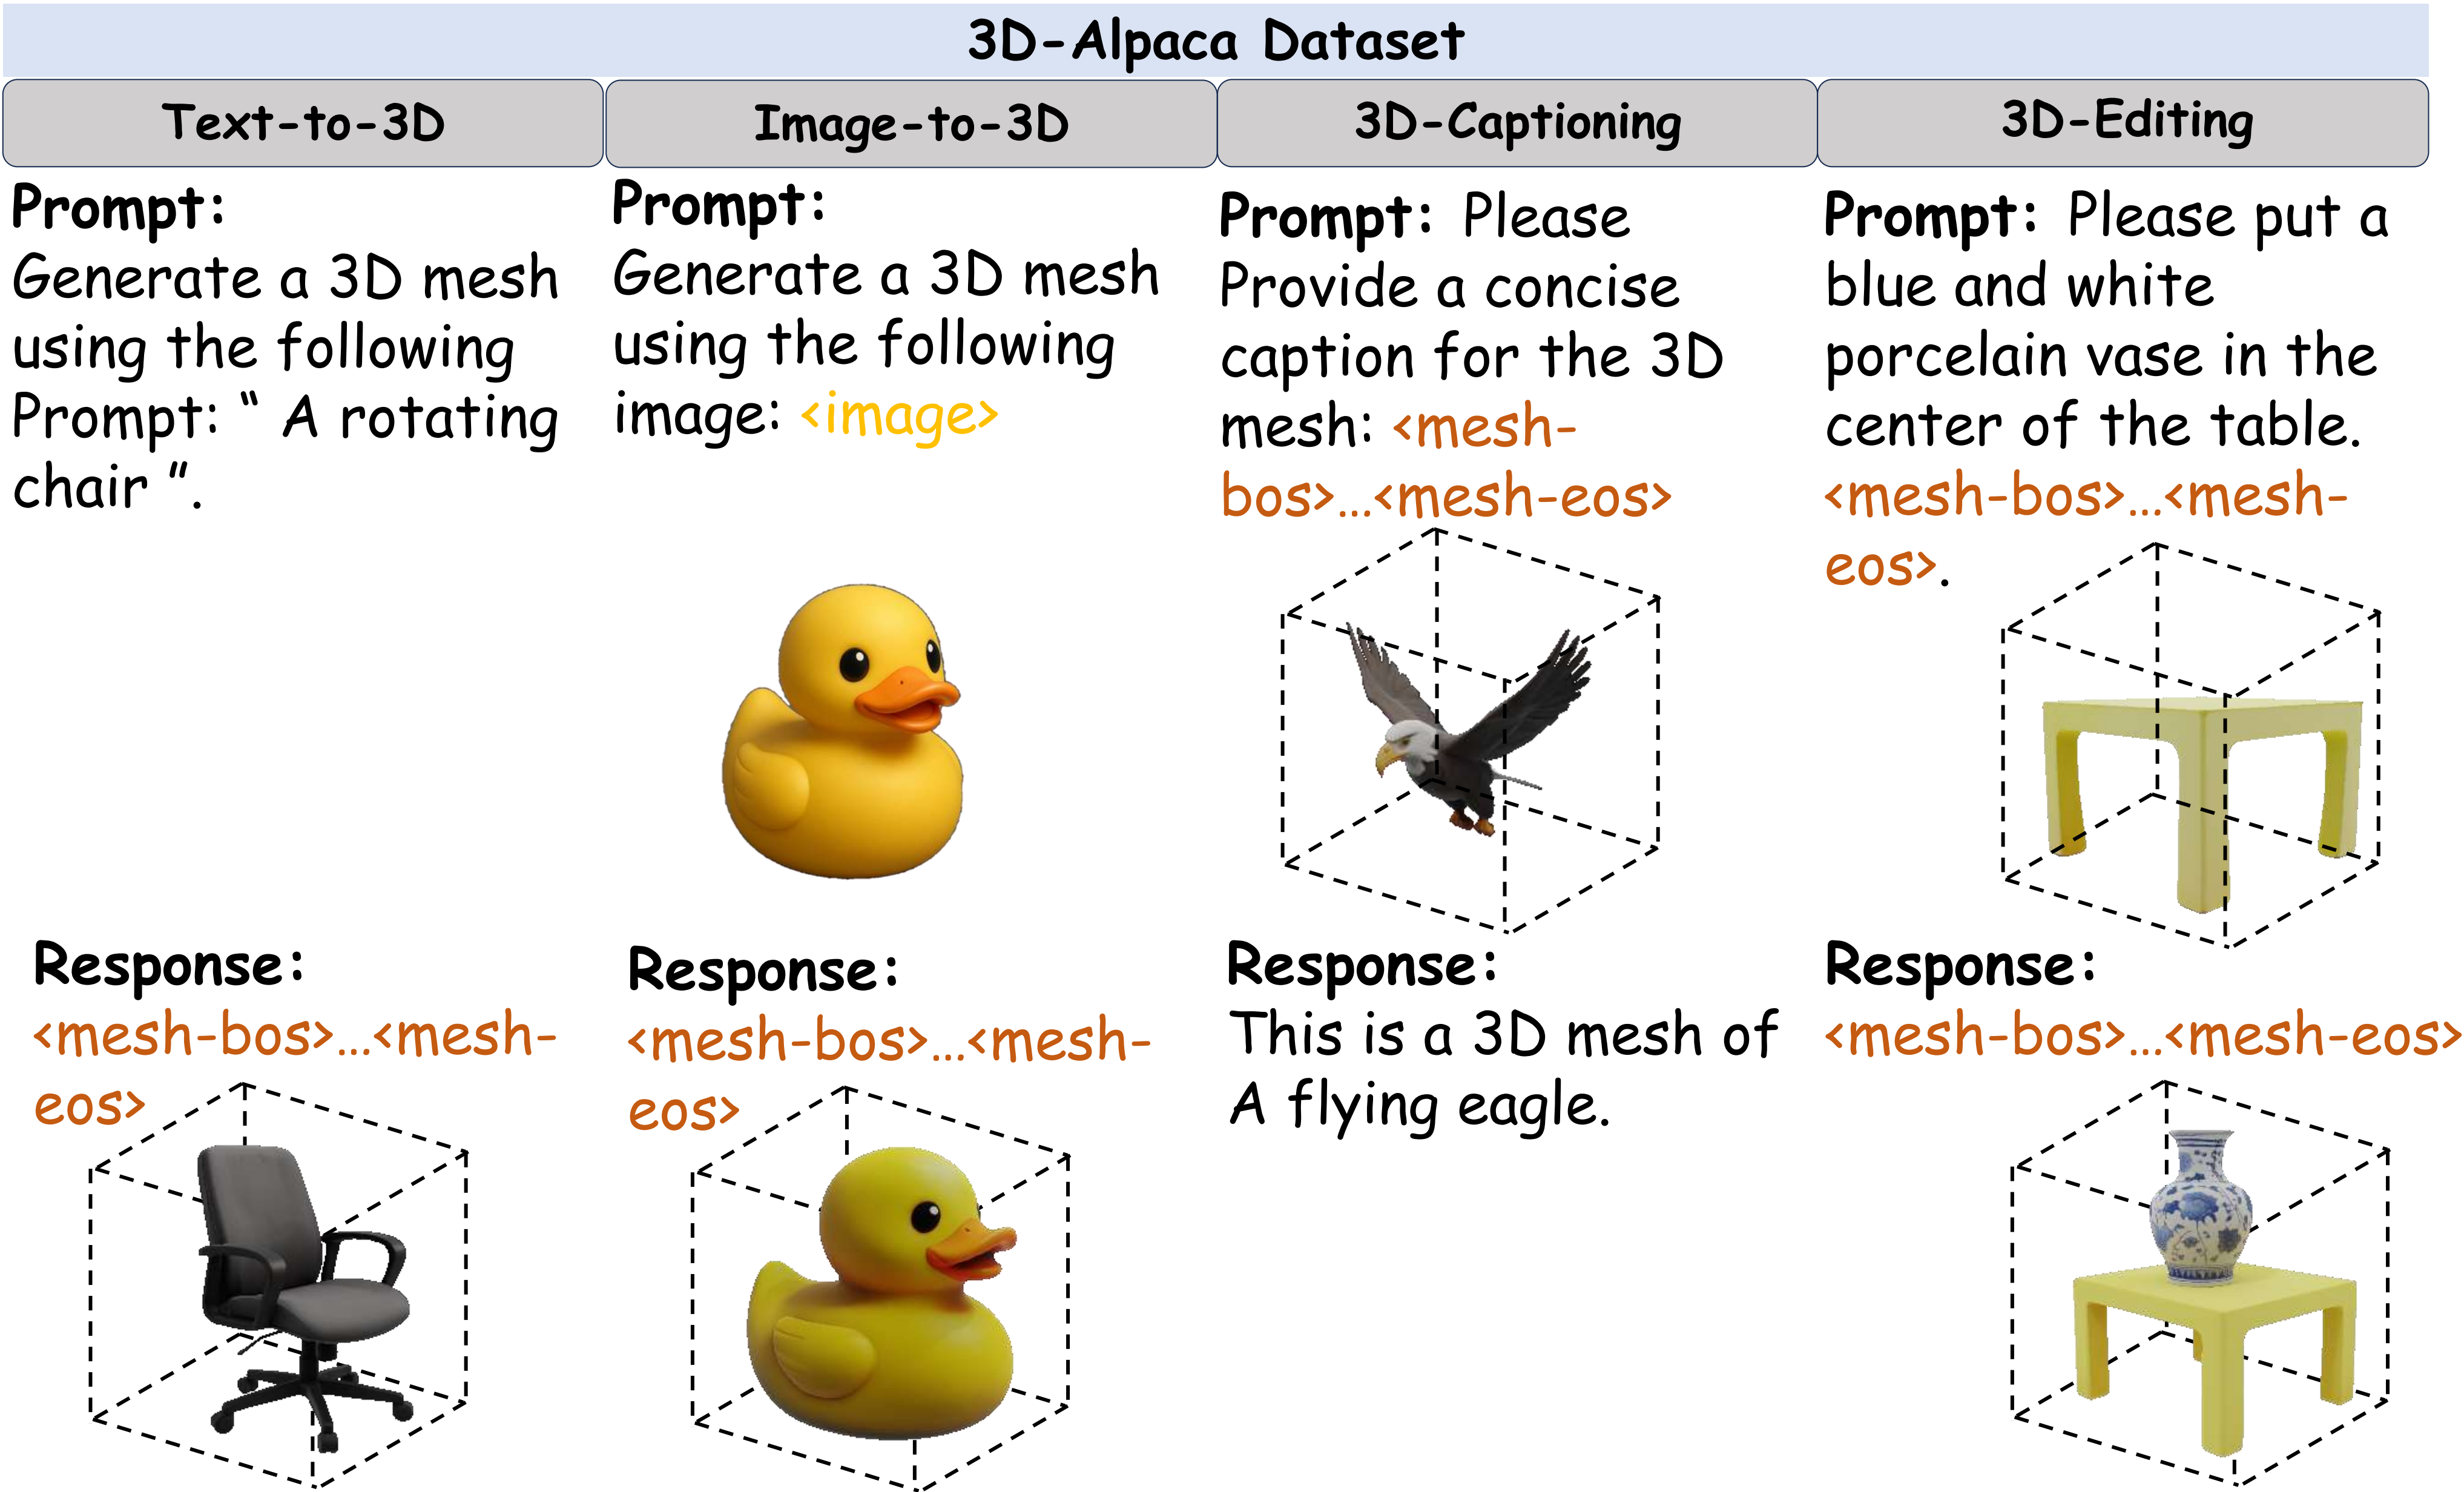 3D-Alpaca Dataset
Text-to-3D
Image-to-3D
3D-Captioning
3D-Editing
Prompt:
Generate a 3D mesh
using the following
Prompt: “ A rotating
chair ”.
Response:
<mesh-bos>...<mesh-
eos>
Prompt:
Generate a 3D mesh
using the following
image: <image>
Response:
<mesh-bos>...<mesh-
eos>
Prompt: Please
Provide a concise
caption for the 3D
mesh: <mesh-
bos>...<mesh-eos>
Response:
This is a 3D mesh of
A flying eagle.
Prompt: Please put a
blue and white
porcelain vase in the
center of the table.
<mesh-bos>...<mesh-
eos>.
Response:
<mesh-bos>...<mesh-eos>